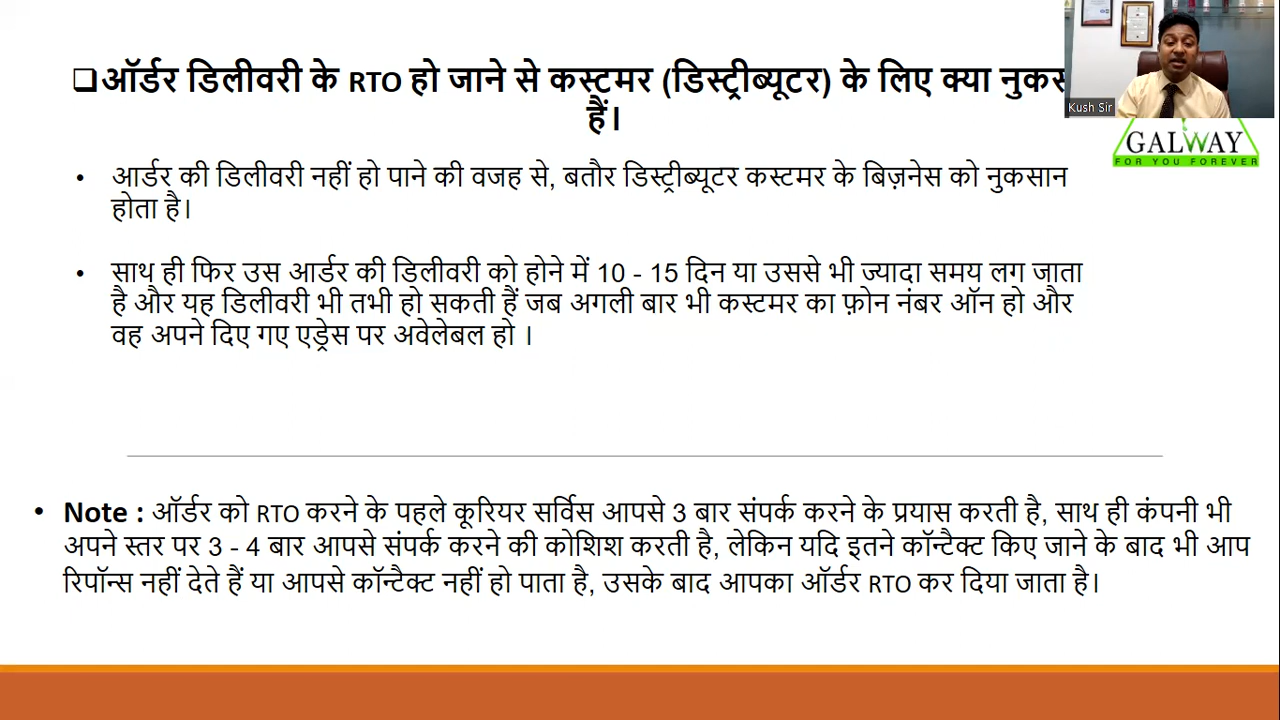 ❑ऑर्डर डिलीवरी के RTO हो जाने से कस्टमर (डिस्ट्रीब्यूटर) के लिए क्या
हैं।
Kush Sir
GALWAY
FOR YOU FOREVER
• आर्डर की डिलीवरी नहीं हो पाने की वजह से, बतौर डिस्ट्रीब्यूटर कस्टमर के बिज़नेस को नुकसान
होता है।
• साथ ही फिर उस आर्डर की डिलीवरी को होने में 10 - 15 दिन या उससे भी ज्यादा समय लग जाता
है और यह डिलीवरी भी तभी हो सकती हैं जब अगली बार भी कस्टमर का फ़ोन नंबर ऑन हो और
वह अपने दिए गए एड्रेस पर अवेलेबल हो ।
• Note : ऑर्डर को RTO करने के पहले कूरियर सर्विस आपसे 3 बार संपर्क करने के प्रयास करती है, साथ ही कंपनी भी
अपने स्तर पर 3 - 4 बार आपसे संपर्क करने की कोशिश करती है, लेकिन यदि इतने कॉन्टैक्ट किए जाने के बाद भी आप
रिपॉन्स नहीं देते हैं या आपसे कॉन्टैक्ट नहीं हो पाता है, उसके बाद आपका ऑर्डर RTO कर दिया जाता है।